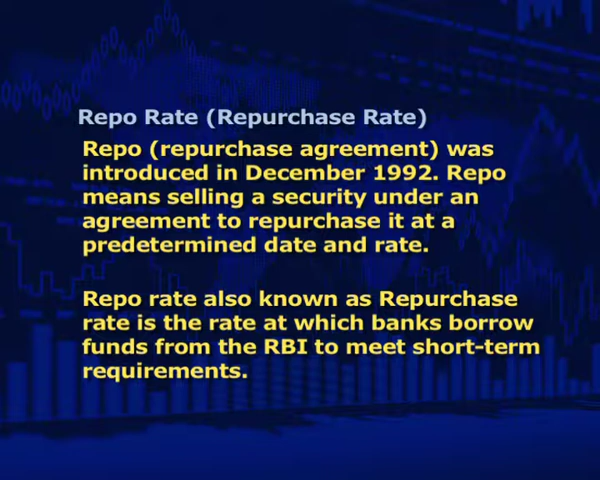 Repo Rate (Repurchase Rate)
Repo (repurchase agreement) was
introduced in December 1992. Repo
means selling a security under an
agreement to repurchase it at a
predetermined date and rate.
Repo rate also known as Repurchase
rate is the rate at which banks borrow
funds from the RBI to meet short-term
requirements.